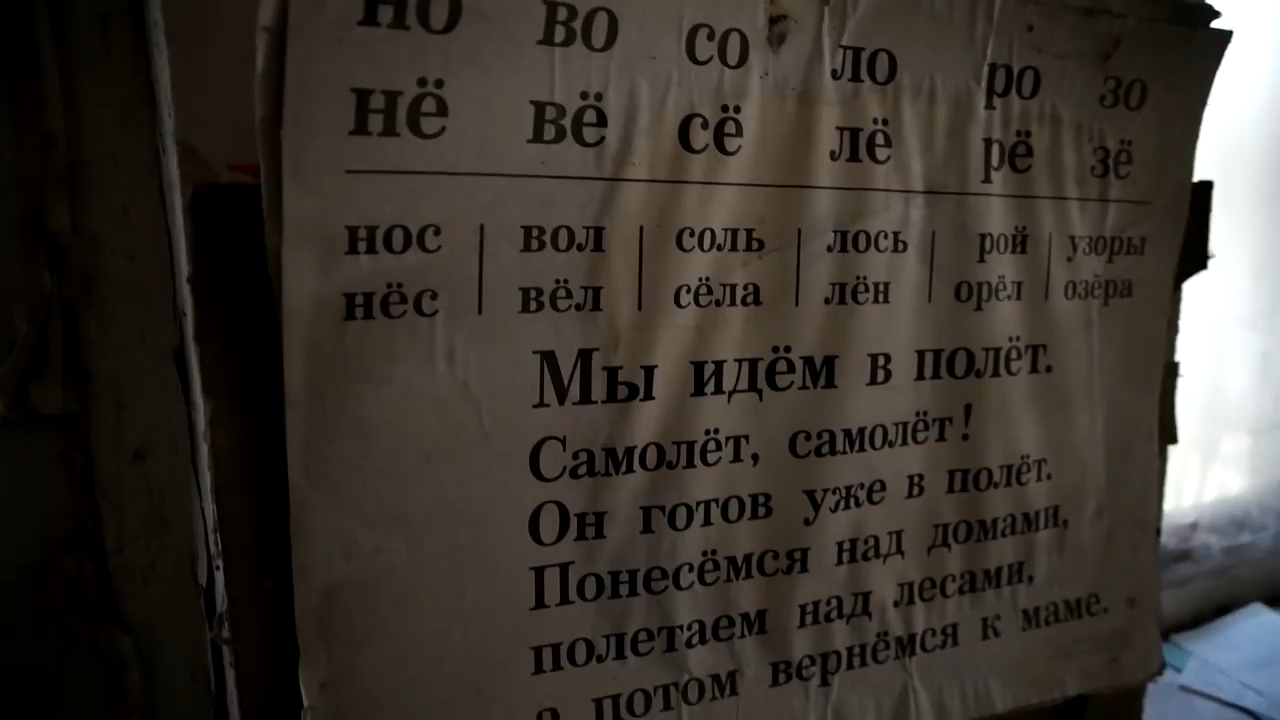 но во со ло ро зо
нё вё сё лё рё зё
нос | вол | соль | лось | рой | узоры
нёс | вёл | сёла | лён | орёл | озёра
Мы идём в полёт.
Самолёт, самолёт!
Он готов уже в полёт.
Понесёмся над домами,
полетаем над лесами,
а потом вернёмся к маме.